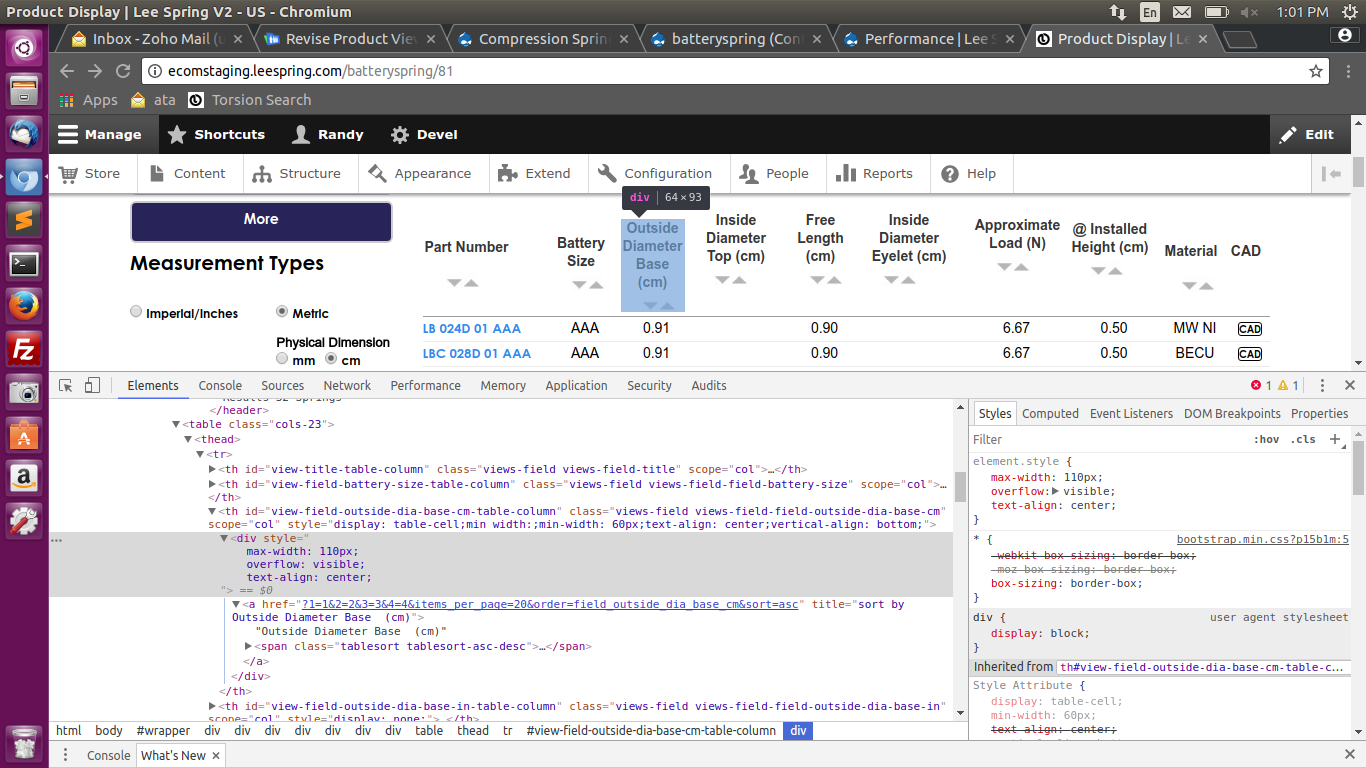 Product Display | Lee Spring V2 - US - Chromium
En
1:01 PM
Inbox - Zoho Mail (u
Revise Product Vie
Compression Sprin
batteryspring (Con
Performance | Lee S
Product Display | Le
ecomstaging.leespring.com/batteryspring/81
Apps
ata
Torsion Search
Manage
Shortcuts
Randy
Devel
Edit
Store
Content
Structure
Appearance
Extend
Configuration
People
Reports
Help
div | 64 × 93
More
Measurement Types
Imperial/Inches
Metric
Physical Dimension
mm
cm
Part Number
Battery Size
Outside Diameter Base (cm)
Inside Diameter Top (cm)
Free Length (cm)
Inside Diameter Eyelet (cm)
Approximate Load (N)
@ Installed Height (cm)
Material
CAD
LB 024D 01 AAA AAA 0.91 0.90 6.67 0.50 MW NI CAD
LBC 028D 01 AAA AAA 0.91 0.90 6.67 0.50 BECU CAD
Elements Console Sources Network Performance Memory Application Security Audits
1 1
"Results 32 Springs
</header>
<table class="cols-23">
<thead>
<tr>
<th id="view-title-table-column" class="views-field views-field-title" scope="col">…</th>
<th id="view-field-battery-size-table-column" class="views-field views-field-field-battery-size" scope="col">…
</th>
<th id="view-field-outside-dia-base-cm-table-column" class="views-field views-field-field-outside-dia-base-cm"
scope="col" style="display: table-cell;min width:;min-width: 60px;text-align: center;vertical-align: bottom;">
<div style="
max-width: 110px;
overflow: visible;
text-align: center;
"> == $0
<a href="?1=1&2=2&3=3&4=4&items_per_page=20&order=field_outside_dia_base_cm&sort=asc" title="sort by
Outside Diameter Base  (cm)">
"Outside Diameter Base  (cm)"
<span class="tablesort tablesort-asc-desc">…</span>
</a>
</div>
</th>
<th id="view-field-outside-dia-base-in-table-column" class="views-field views-field-field-outside-dia-base-in"
scope="col" style="display: none;"> </th>
html body #wrapper div div div div div div div table thead tr #view-field-outside-dia-base-cm-table-column div
Styles Computed Event Listeners DOM Breakpoints Properties
Filter
:hov .cls +
element.style {
max-width: 110px;
overflow: visible;
text-align: center;
}
* { bootstrap.min.css?p15b1m:5
-webkit-box-sizing: border-box;
-moz-box-sizing: border-box;
box-sizing: border-box;
}
div { user agent stylesheet
display: block;
}
Inherited from th#view-field-outside-dia-base-cm-table-c…
Style Attribute {
display: table-cell;
min-width: 60px;
text-align: center;
Console
What's New